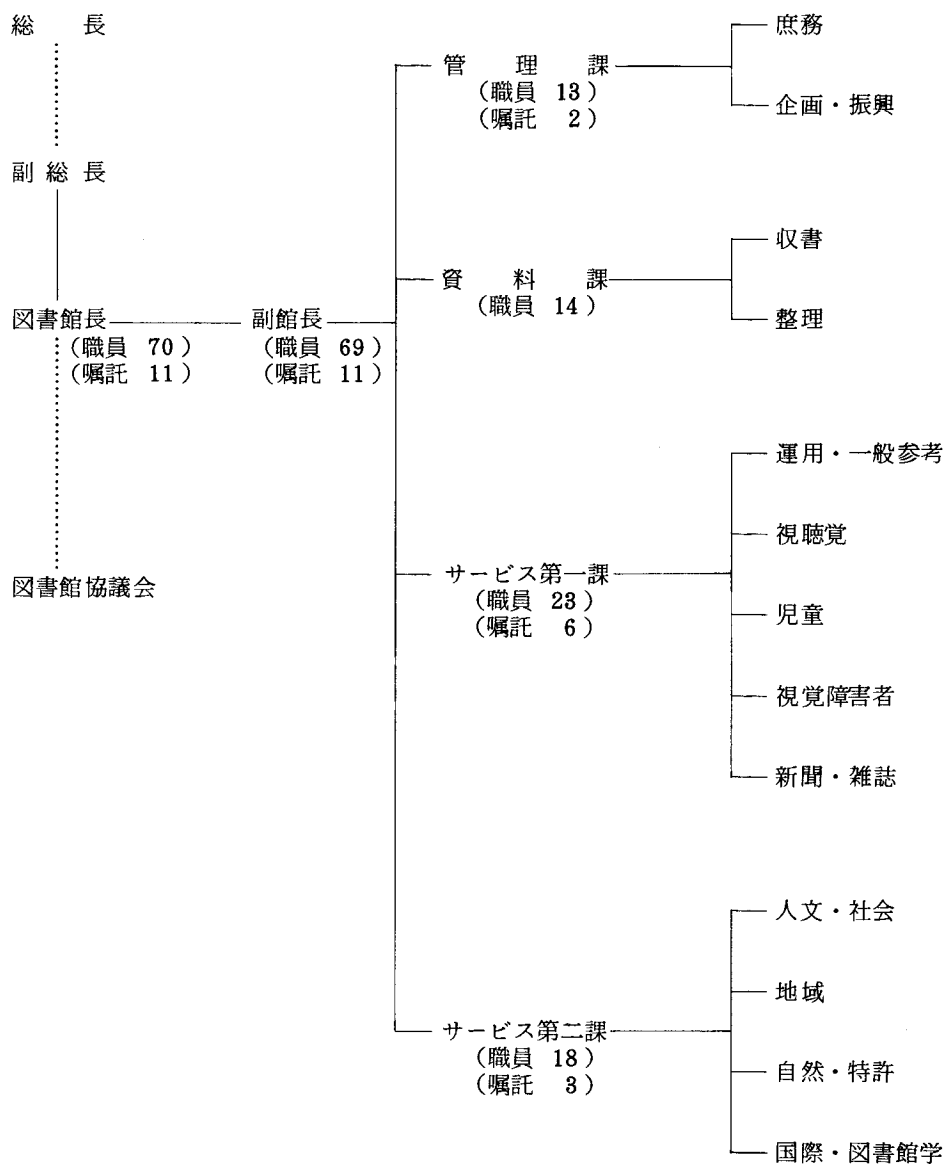 総長
副総長
図書館長
（職員 70）
（嘱託 11）
図書館協議会
副館長
（職員 69）
（嘱託 11）
管理課
（職員 13）
（嘱託 2）
庶務
企画・振興
資料課
（職員 14）
収書
整理
サービス第一課
（職員 23）
（嘱託 6）
運用・一般参考
視聴覚
児童
視覚障害者
新聞・雑誌
サービス第二課
（職員 18）
（嘱託 3）
人文・社会
地域
自然・特許
国際・図書館学